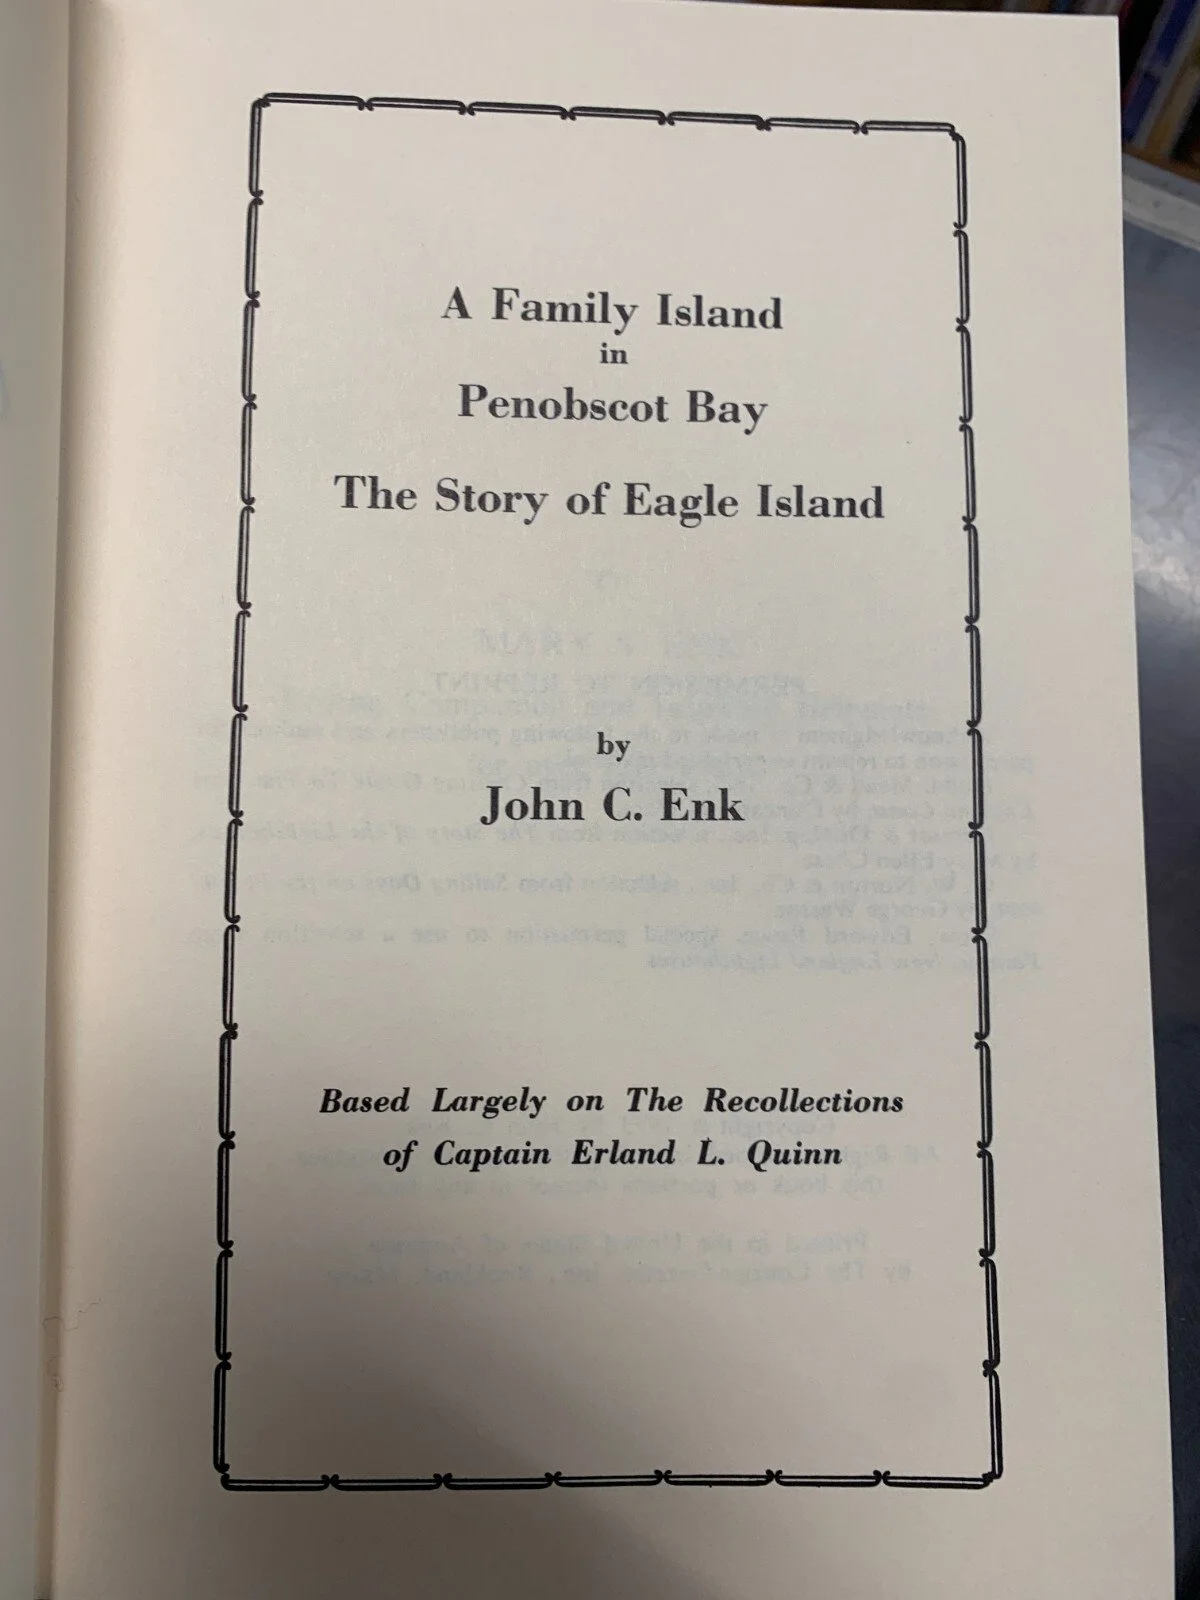 A Family Island
in
Penobscot Bay
The Story of Eagle Island
by
John C. Enk
Based Largely on The Recollections
of Captain Erland L. Quinn